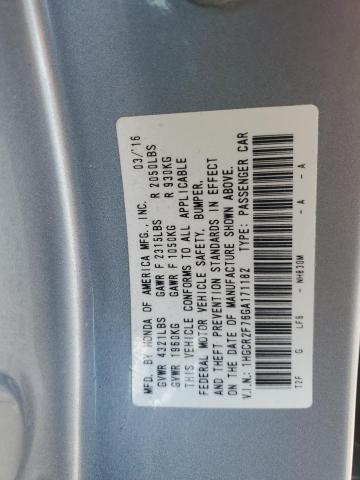 MFD. BY HONDA OF AMERICA MFG., INC. 03/'16
GVWR 4321LBS GAWR F 2315LBS R 2050LBS
GVWR 1960KG GAWR F 1050KG R 930KG
THIS VEHICLE CONFORMS TO ALL APPLICABLE
FEDERAL MOTOR VEHICLE SAFETY, BUMPER,
AND THEFT PREVENTION STANDARDS IN EFFECT
ON THE DATE OF MANUFACTURE SHOWN ABOVE.
V.I.N.: 1HGCR2F76GA171182 TYPE: PASSENGER CAR
T2F G LF6 - NH830M - A - A